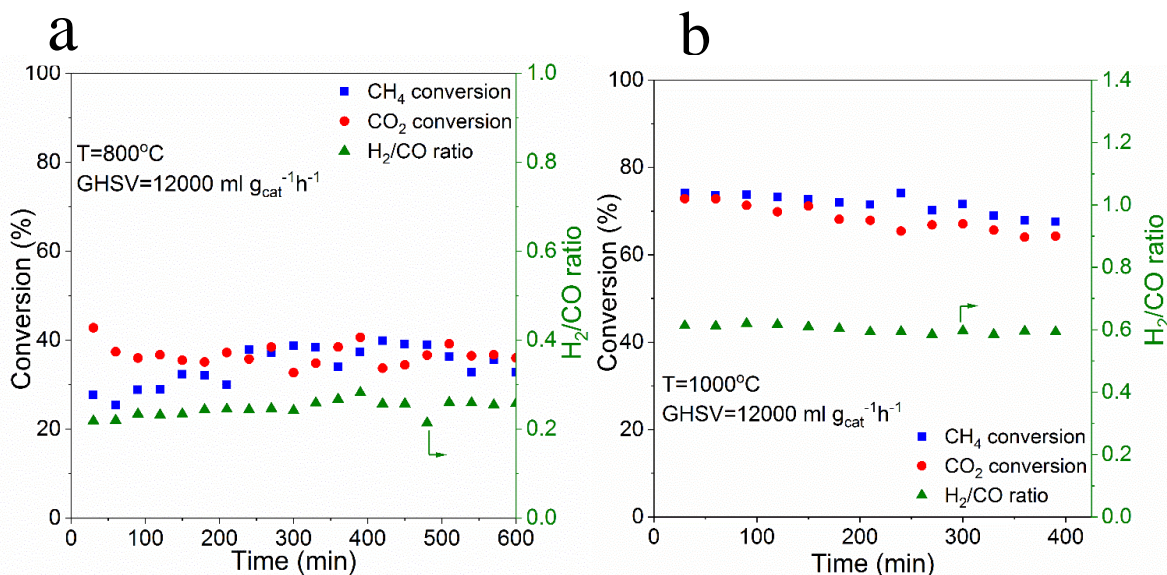 a
100
80
60
40
20
0
Conversion (%)
0 100 200 300 400 500 600
Time (min)
1.0
0.8
0.6
0.4
0.2
0.0
H₂/CO ratio
CH₄ conversion
CO₂ conversion
H₂/CO ratio
T=800°C
GHSV=12000 ml g_cat⁻¹h⁻¹
b
100
80
60
40
20
0
Conversion (%)
0 100 200 300 400
Time (min)
1.4
1.2
1.0
0.8
0.6
0.4
0.2
0.0
H₂/CO ratio
T=1000°C
GHSV=12000 ml g_cat⁻¹h⁻¹
CH₄ conversion
CO₂ conversion
H₂/CO ratio